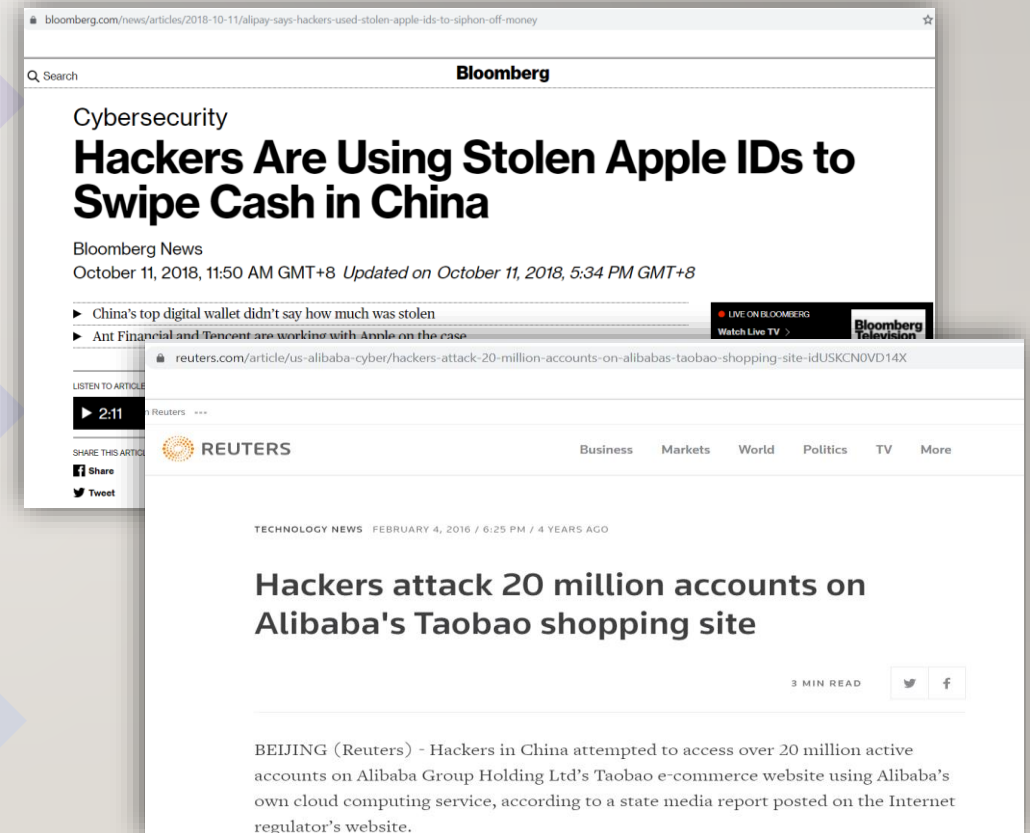 bloomberg.com/news/articles/2018-10-11/alipay-says-hackers-used-stolen-apple-ids-to-siphon-off-money
Search
Bloomberg
Cybersecurity
Hackers Are Using Stolen Apple IDs to
Swipe Cash in China
Bloomberg News
October 11, 2018, 11:50 AM GMT+8 Updated on October 11, 2018, 5:34 PM GMT+8
► China's top digital wallet didn't say how much was stolen
► Ant Financial and Tencent are working with Apple on the case
LIVE ON BLOOMBERG
Watch Live TV >
Bloomberg
Television
LISTEN TO ARTICLE
► 2:11
SHARE THIS ARTICL
Share
Tweet
reuters.com/article/us-alibaba-cyber/hackers-attack-20-million-accounts-on-alibabas-taobao-shopping-site-idUSKCN0VD14X
n Reuters •••
REUTERS
Business Markets World Politics TV More
TECHNOLOGY NEWS FEBRUARY 4, 2016 / 6:25 PM / 4 YEARS AGO
Hackers attack 20 million accounts on
Alibaba's Taobao shopping site
3 MIN READ
BEIJING (Reuters) - Hackers in China attempted to access over 20 million active
accounts on Alibaba Group Holding Ltd's Taobao e-commerce website using Alibaba's
own cloud computing service, according to a state media report posted on the Internet
regulator's website.